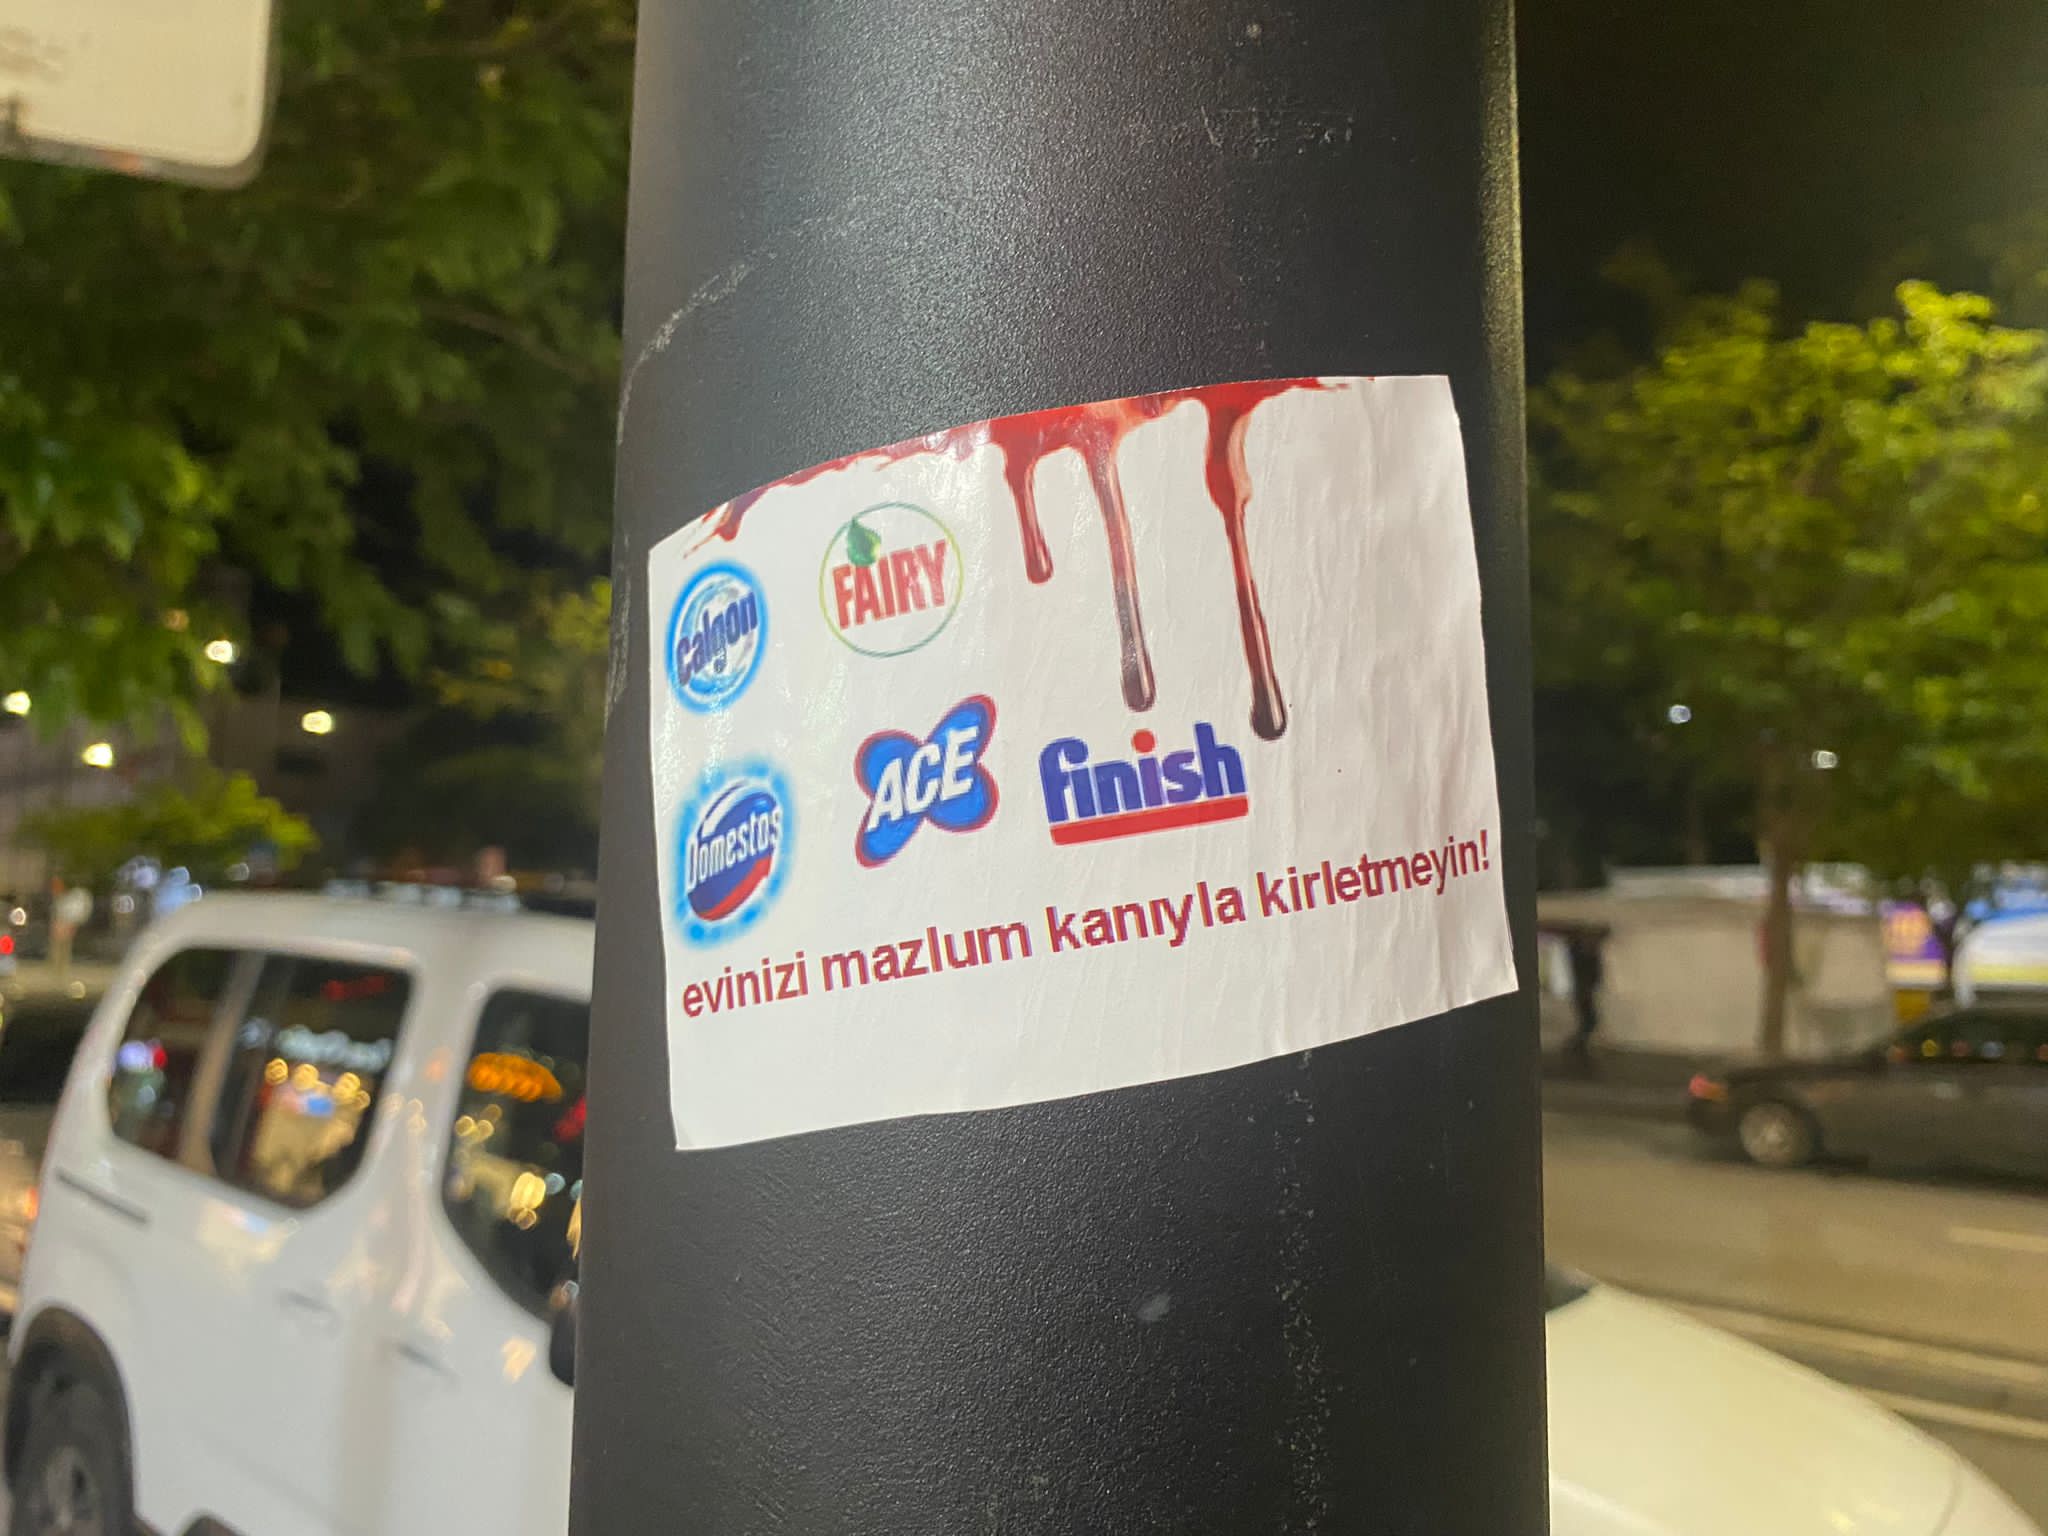 Calgon
FAIRY
Domestos
ACE
finish
evinizi mazlum kanıyla kirletmeyin!